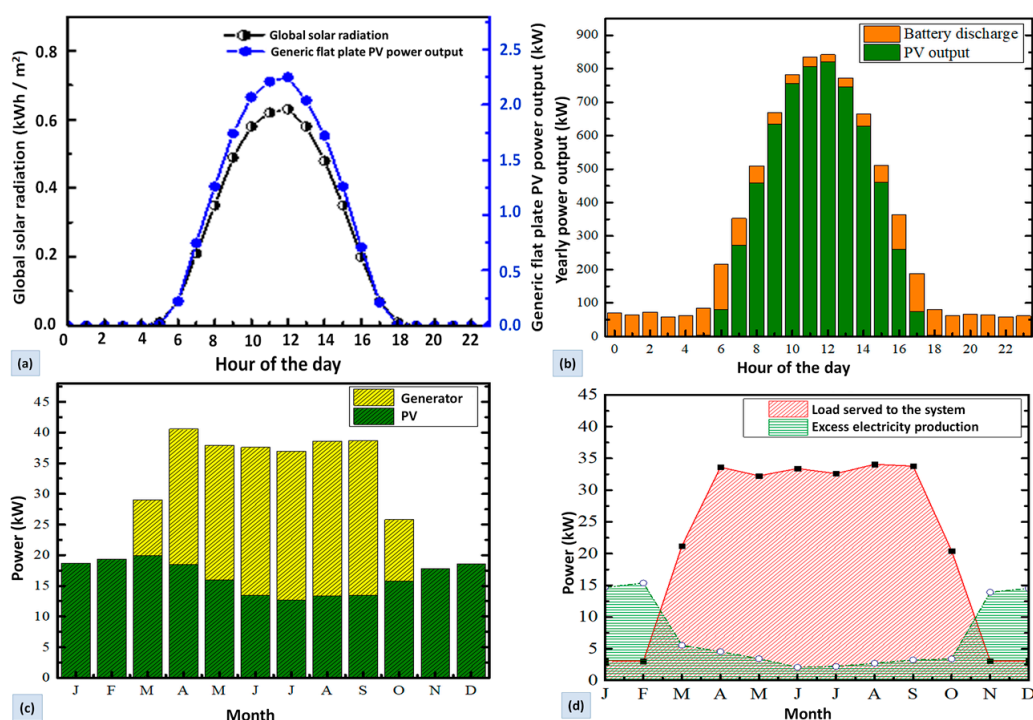 Global solar radiation (kWh / m²)
0.8
0.6
0.4
0.2
0.0
Global solar radiation
Generic flat plate PV power output
2.5
2.0
1.5
1.0
0.5
0.0
Generic flat plate PV power output (kW)
0 2 4 6 8 10 12 14 16 18 20 22
Hour of the day
(a)
Yearly power output (kW)
900
800
700
600
500
400
300
200
100
0
Battery discharge
PV output
0 2 4 6 8 10 12 14 16 18 20 22
Hour of the day
(b)
Power (kW)
45
40
35
30
25
20
15
10
5
0
Generator
PV
J F M A M J J A S O N D
Month
(c)
Power (kW)
45
40
35
30
25
20
15
10
5
0
Load served to the system
Excess electricity production
J F M A M J J A S O N D
Month
(d)